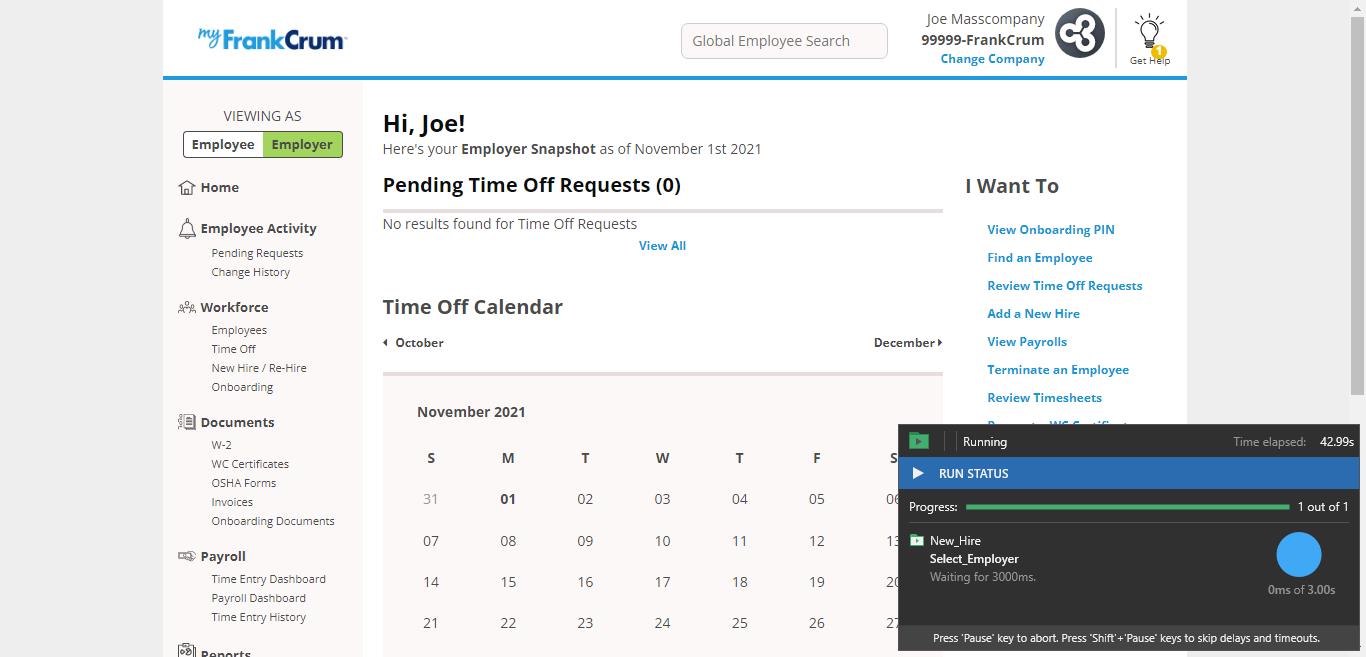 myFrankCrum
Global Employee Search
Joe Masscompany
99999-FrankCrum
Change Company
1
Get Help
VIEWING AS
Employee Employer
Home
Employee Activity
Pending Requests
Change History
Workforce
Employees
Time Off
New Hire / Re-Hire
Onboarding
Documents
W-2
WC Certificates
OSHA Forms
Invoices
Onboarding Documents
Payroll
Time Entry Dashboard
Payroll Dashboard
Time Entry History
Reports
Hi, Joe!
Here's your Employer Snapshot as of November 1st 2021
Pending Time Off Requests (0)
No results found for Time Off Requests
View All
Time Off Calendar
October December
November 2021
S M T W T F S
31 01 02 03 04 05 06
07 08 09 10 11 12 13
14 15 16 17 18 19 20
21 22 23 24 25 26 27
I Want To
View Onboarding PIN
Find an Employee
Review Time Off Requests
Add a New Hire
View Payrolls
Terminate an Employee
Review Timesheets
Running Time elapsed: 42.99s
RUN STATUS
Progress: 1 out of 1
New_Hire
Select_Employer
Waiting for 3000ms.
0ms of 3.00s
Press 'Pause' key to abort. Press 'Shift'+'Pause' keys to skip delays and timeouts.